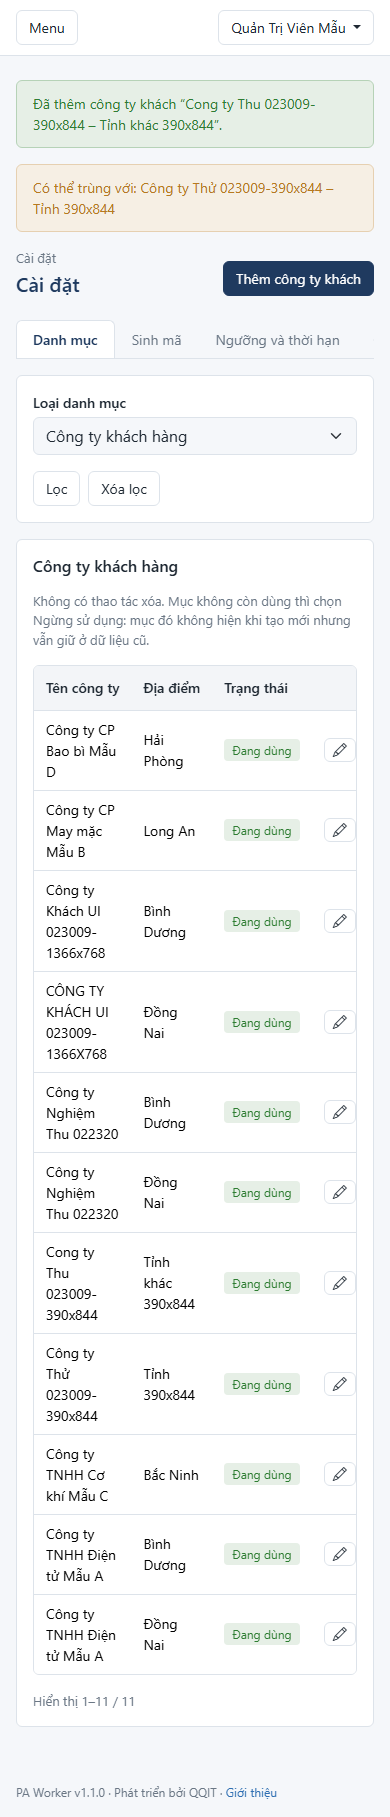 Menu
Quản Trị Viên Mẫu
Đã thêm công ty khách “Cong ty Thu 023009-
390x844 – Tỉnh khác 390x844”.
Có thể trùng với: Công ty Thử 023009-390x844 –
Tỉnh 390x844
Cài đặt
Cài đặt
Thêm công ty khách
Danh mục
Sinh mã
Ngưỡng và thời hạn
Loại danh mục
Công ty khách hàng
Lọc
Xóa lọc
Công ty khách hàng
Không có thao tác xóa. Mục không còn dùng thì chọn
Ngừng sử dụng: mục đó không hiện khi tạo mới nhưng
vẫn giữ ở dữ liệu cũ.
Tên công ty
Địa điểm
Trạng thái
Công ty CP
Bao bì Mẫu
D
Hải
Phòng
Đang dùng
Công ty CP
May mặc
Mẫu B
Long An
Đang dùng
Công ty
Khách UI
023009-
1366x768
Bình
Dương
Đang dùng
CÔNG TY
KHÁCH UI
023009-
1366X768
Đồng
Nai
Đang dùng
Công ty
Nghiệm
Thu 022320
Bình
Dương
Đang dùng
Công ty
Nghiệm
Thu 022320
Đồng
Nai
Đang dùng
Cong ty
Thu
023009-
390x844
Tỉnh
khác
390x844
Đang dùng
Công ty
Thử
023009-
390x844
Tỉnh
390x844
Đang dùng
Công ty
TNHH Cơ
khí Mẫu C
Bắc Ninh
Đang dùng
Công ty
TNHH Điện
tử Mẫu A
Bình
Dương
Đang dùng
Công ty
TNHH Điện
tử Mẫu A
Đồng
Nai
Đang dùng
Hiển thị 1–11 / 11
PA Worker v1.1.0 · Phát triển bởi QQIT · Giới thiệu